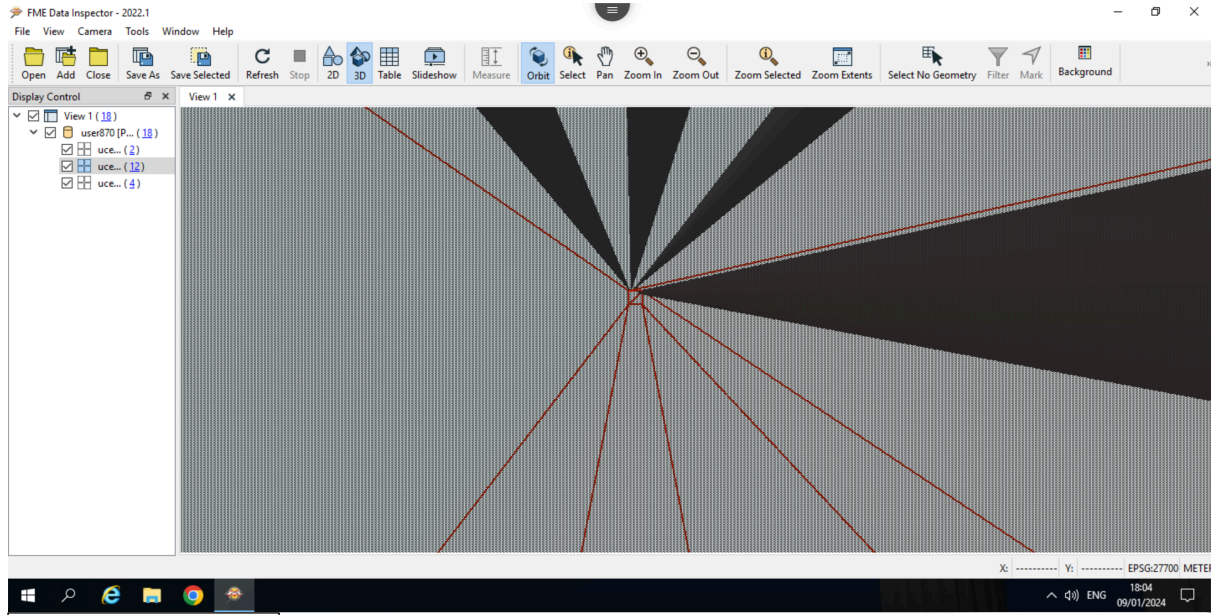 FME Data Inspector - 2022.1
File View Camera Tools Window Help
Open Add Close Save As Save Selected Refresh Stop 2D 3D Table Slideshow Measure Orbit Select Pan Zoom In Zoom Out Zoom Selected Zoom Extents Select No Geometry Filter Mark Background
Display Control View 1
View 1 (18)
user870 [P... (18)
uce... (2)
uce... (12)
uce... (4)
X: ---------- Y: ---------- EPSG:27700 METER
ENG 18:04
09/01/2024